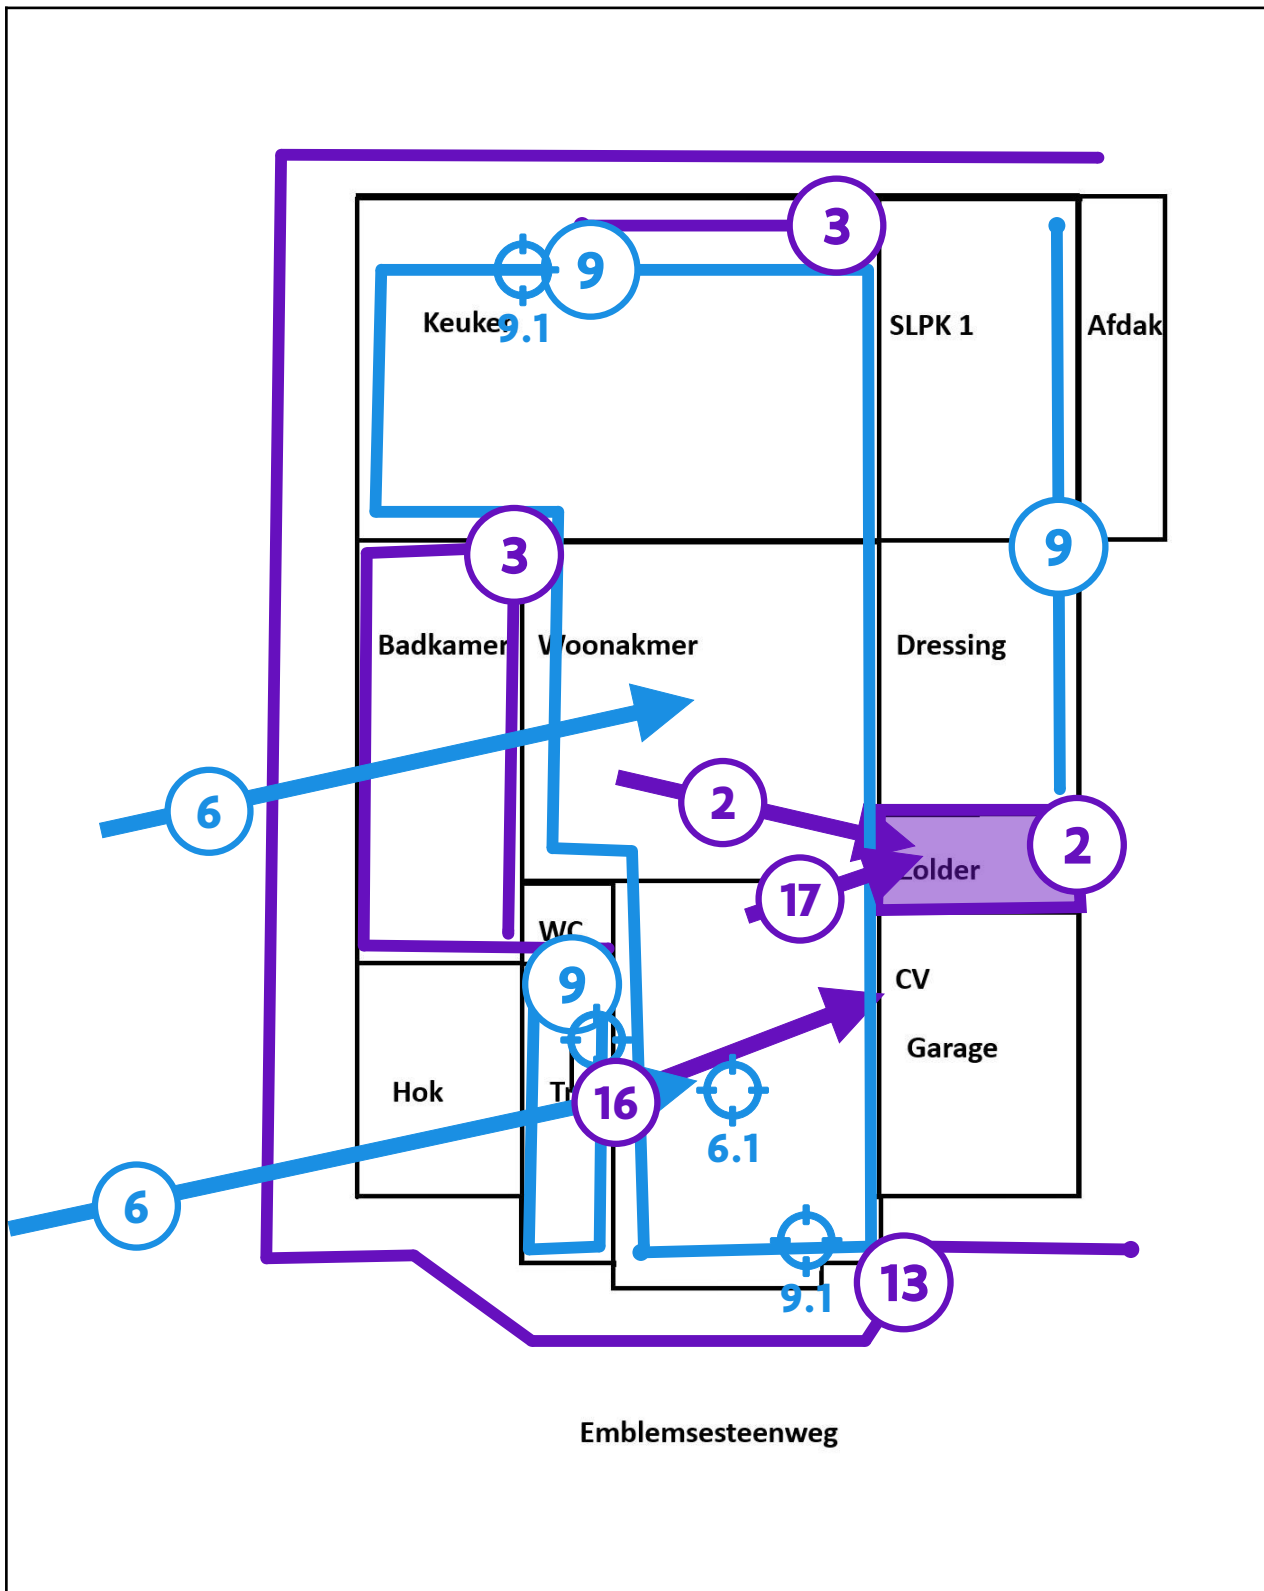 3
9
Keuken
9.1
SLPK 1
Afdak
3
9
Badkamer
Woonakmer
Dressing
6
2
2
17
Zolder
WC
9
CV
Garage
Hok
16
6.1
6
9.1
13
Emblemsesteenweg